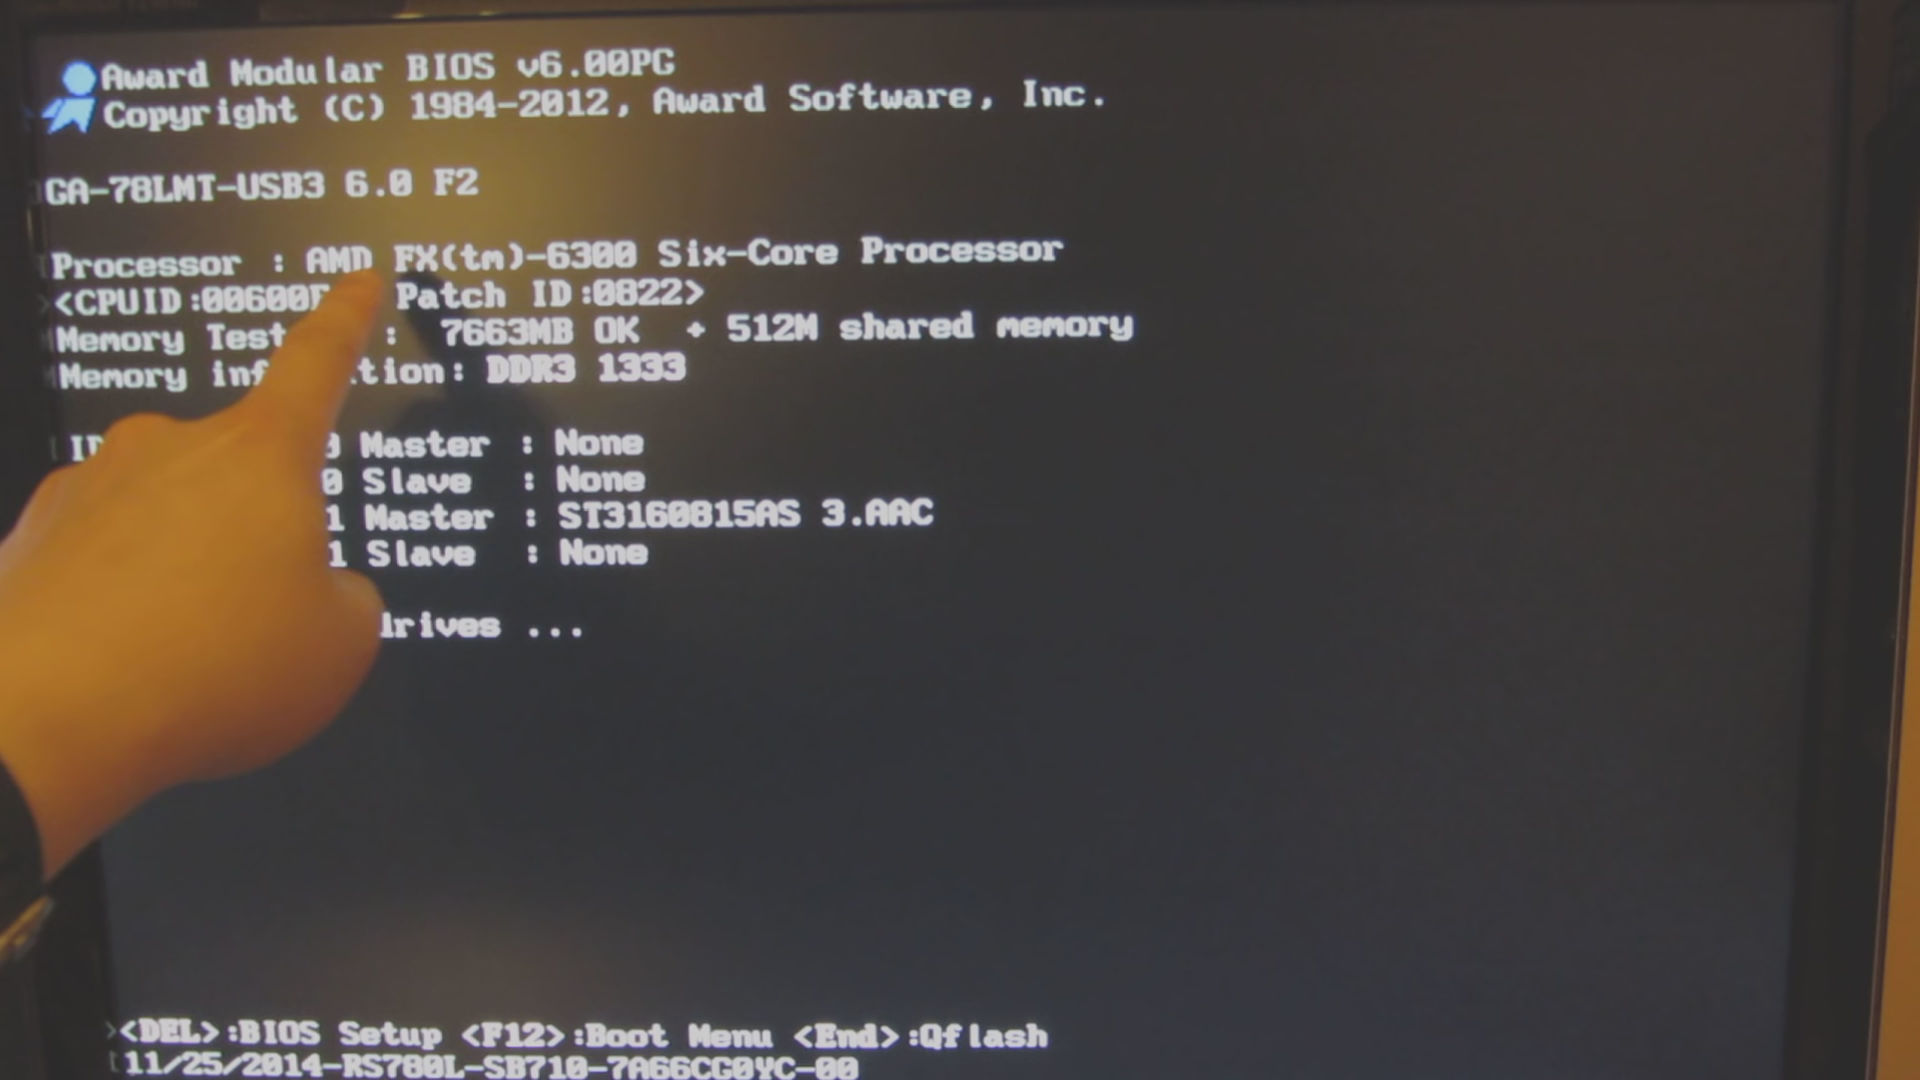 Award Modular BIOS v6.00PG
Copyright (C) 1984-2012, Award Software, Inc.
GA-78LMT-USB3 6.0 F2
Processor : AMD FX(tm)-6300 Six-Core Processor
<CPUID:00600F Patch ID:0822>
Memory Test : 7663MB OK + 512M shared memory
Memory inf tion: DDR3 1333
Master : None
0 Slave : None
1 Master : ST3160815AS 3.AAC
1 Slave : None
drives ...
<DEL>:BIOS Setup <F12>:Boot Menu <End>:Qflash
11/25/2014-RS780L-SB710-7A66CG0YC-00